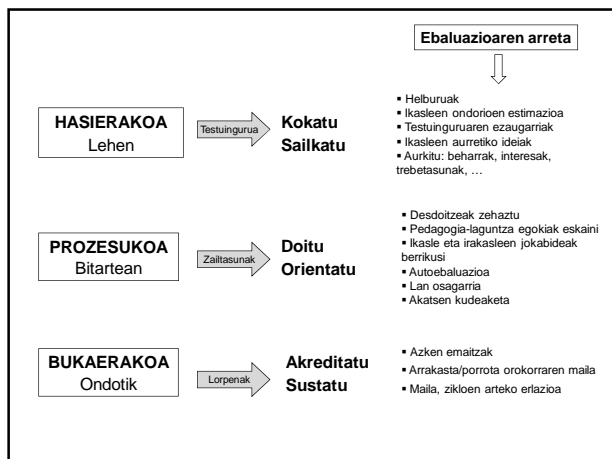 Ebaluazioaren arreta
HASIERAKOA
Lehen
Testuingurua
Kokatu
Sailkatu
▪ Helburuak
▪ Ikasleen ondorioen estimazioa
▪ Testuinguruaren ezaugarriak
▪ Ikasleen aurretiko ideiak
▪ Aurkitu: beharrak, interesak,
trebetasunak, …
PROZESUKOA
Bitartean
Zailtasunak
Doitu
Orientatu
▪ Desdoitzeak zehaztu
▪ Pedagogia-laguntza egokiak eskaini
▪ Ikasle eta irakasleen jokabideak
berrikusi
▪ Autoebaluazioa
▪ Lan osagarria
▪ Akatsen kudeaketa
BUKAERAKOA
Ondotik
Lorpenak
Akreditatu
Sustatu
▪ Azken emaitzak
▪ Arrakasta/porrota orokorraren maila
▪ Maila, zikloen arteko erlazioa